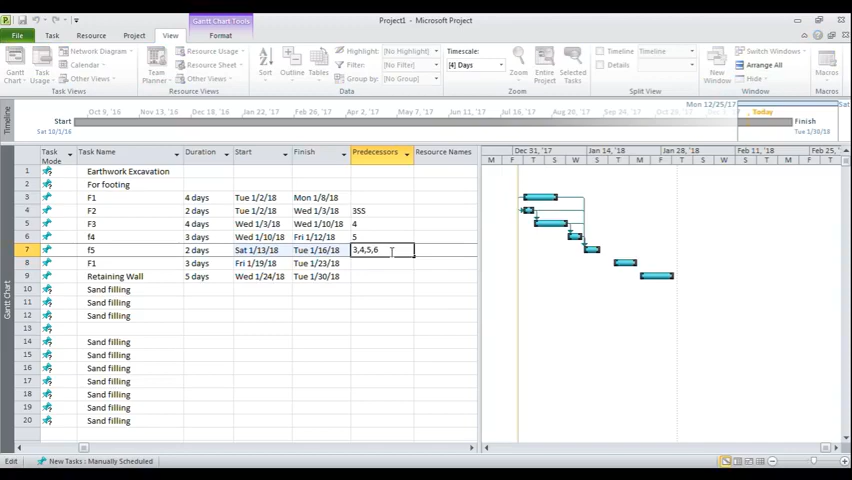 Gantt Chart Tools
Project1 - Microsoft Project
File Task Resource Project View Format
Gantt Chart
Task Usage
Network Diagram
Calendar
Other Views
Task Views
Team Planner
Resource Usage
Resource Sheet
Other Views
Resource Views
Sort
Outline
Tables
Highlight: [No Highlight]
Filter: [No Filter]
Group by: [No Group]
Data
Timescale:
[4] Days
Zoom
Entire Project
Selected Tasks
Zoom
Timeline Timeline
Details
Split View
New Window
Switch Windows
Arrange All
Hide
Window
Macros
Macros
Mon 12/25/17
Timeline
Oct 9, '16 Nov 13, '16 Dec 18, '16 Jan 22, '17 Feb 26, '17 Apr 2, '17 May 7, '17 Jun 11, '17 Jul 16, '17 Aug 20, '17 Today
Start
Sat 10/1/16
Finish
Tue 1/30/18
Gantt Chart
Task Mode Task Name Duration Start Finish Predecessors Resource Names
Dec 31, '17 Jan 14, '18 Jan 28, '18 Feb 11, '18 Feb 25, '18
M F T S W S T M F T S W S T M F
1 Earthwork Excavation
2 For footing
3 F1 4 days Tue 1/2/18 Mon 1/8/18
4 F2 2 days Tue 1/2/18 Wed 1/3/18 3SS
5 F3 4 days Wed 1/3/18 Wed 1/10/18 4
6 f4 3 days Wed 1/10/18 Fri 1/12/18 5
7 f5 2 days Sat 1/13/18 Tue 1/16/18 3,4,5,6
8 F1 3 days Fri 1/19/18 Tue 1/23/18
9 Retaining Wall 5 days Wed 1/24/18 Tue 1/30/18
10 Sand filling
11 Sand filling
12 Sand filling
13
14 Sand filling
15 Sand filling
16 Sand filling
17 Sand filling
18 Sand filling
19 Sand filling
20 Sand filling
Edit New Tasks : Manually Scheduled